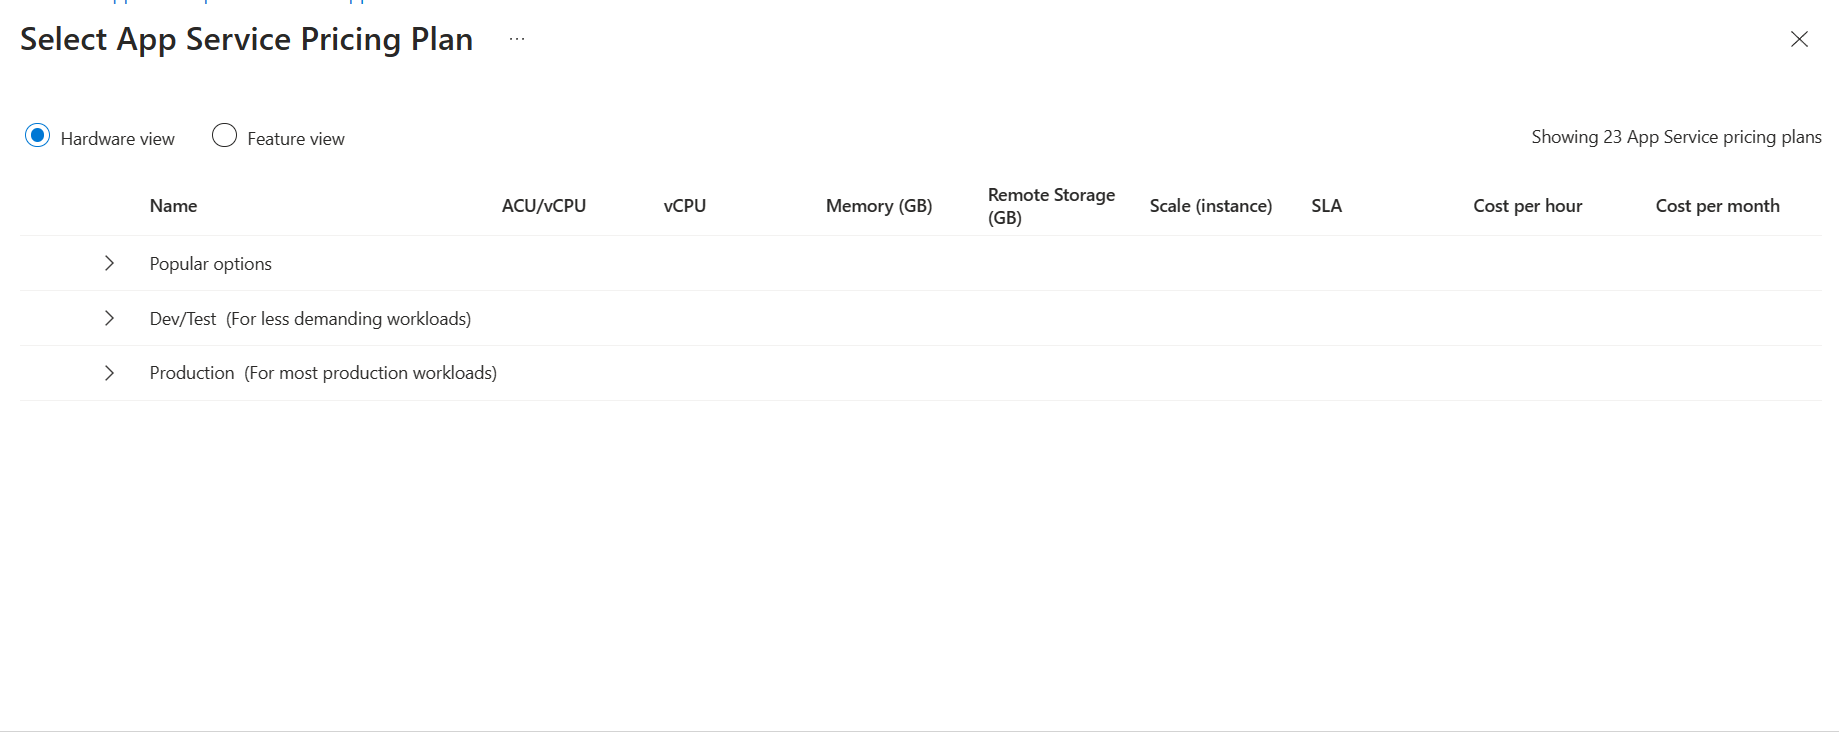 Select App Service Pricing Plan ...
Hardware view Feature view Showing 23 App Service pricing plans
Name ACU/vCPU vCPU Memory (GB) Remote Storage (GB) Scale (instance) SLA Cost per hour Cost per month
Popular options
Dev/Test (For less demanding workloads)
Production (For most production workloads)